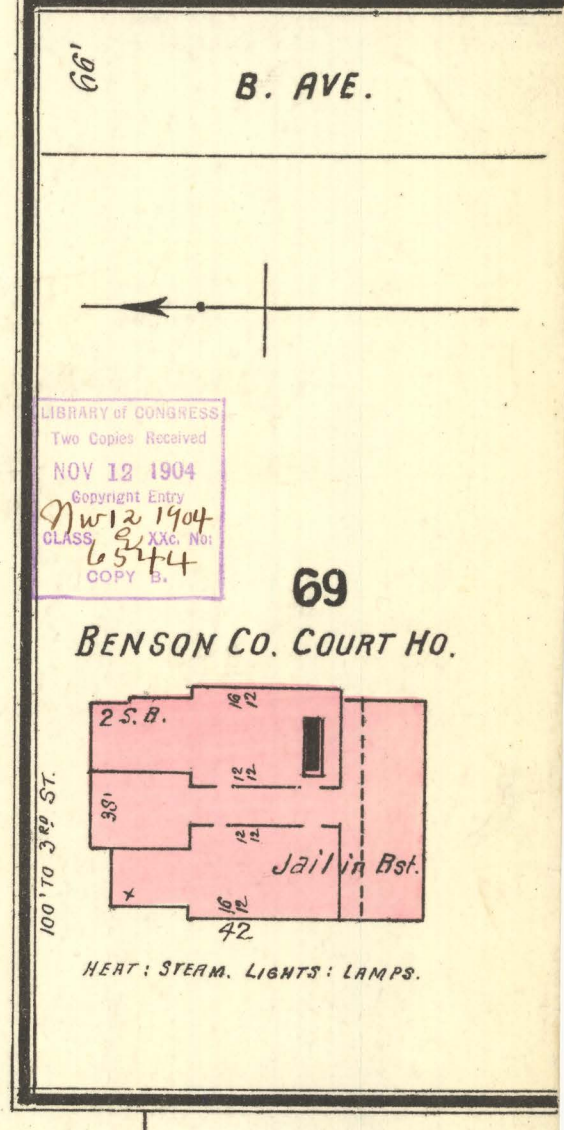 66'
B. AVE.
LIBRARY of CONGRESS
Two Copies Received
NOV 12 1904
Copyright Entry
Nov 12 1904
CLASS a XXc. No:
6544
COPY B.
69
BENSON CO. COURT HO.
2 S. B.
16
12
12
12
38'
12
12
Jail in Bst.
x
16
12
42
100' TO 3RD ST.
HEAT: STEAM. LIGHTS: LAMPS.